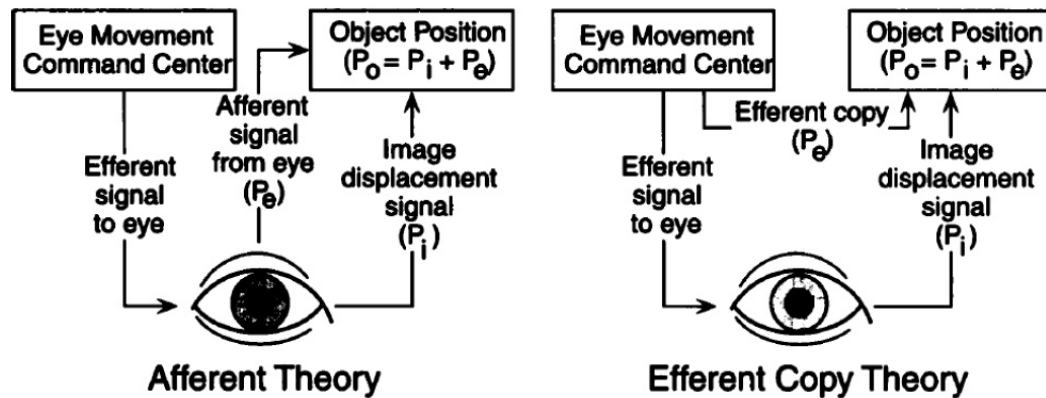 Eye Movement
Command Center
Object Position
(Po = Pi + Pe)
Afferent
signal
from eye
(Pe)
Efferent
signal
to eye
Image
displacement
signal
(Pi)
Afferent Theory
Eye Movement
Command Center
Object Position
(Po = Pi + Pe)
Efferent copy
(Pe)
Efferent
signal
to eye
Image
displacement
signal
(Pi)
Efferent Copy Theory